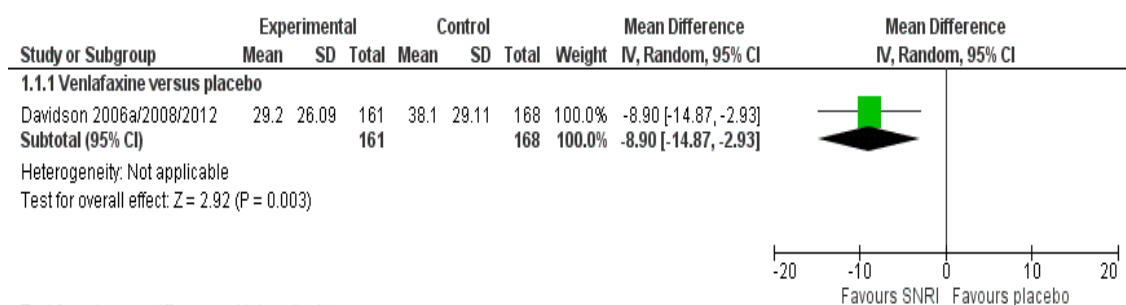 Experimental Control Mean Difference Mean Difference
Study or Subgroup Mean SD Total Mean SD Total Weight IV, Random, 95% CI IV, Random, 95% CI
1.1.1 Venlafaxine versus placebo
Davidson 2006a/2008/2012 29.2 26.09 161 38.1 29.11 168 100.0% -8.90 [-14.87, -2.93]
Subtotal (95% CI) 161 168 100.0% -8.90 [-14.87, -2.93]
Heterogeneity: Not applicable
Test for overall effect: Z = 2.92 (P = 0.003)
-20 -10 0 10 20
Favours SNRI Favours placebo